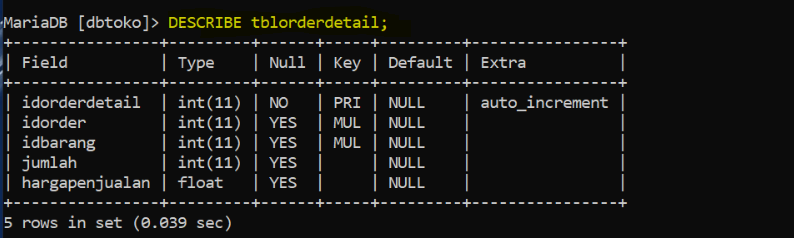 MariaDB [dbtoko]> DESCRIBE tblorderdetail;
+----------------+---------+------+-----+---------+----------------+
| Field          | Type    | Null | Key | Default | Extra          |
+----------------+---------+------+-----+---------+----------------+
| idorderdetail  | int(11) | NO   | PRI | NULL    | auto_increment |
| idorder        | int(11) | YES  | MUL | NULL    |                |
| idbarang       | int(11) | YES  | MUL | NULL    |                |
| jumlah         | int(11) | YES  |     | NULL    |                |
| hargapenjualan | float   | YES  |     | NULL    |                |
+----------------+---------+------+-----+---------+----------------+
5 rows in set (0.039 sec)